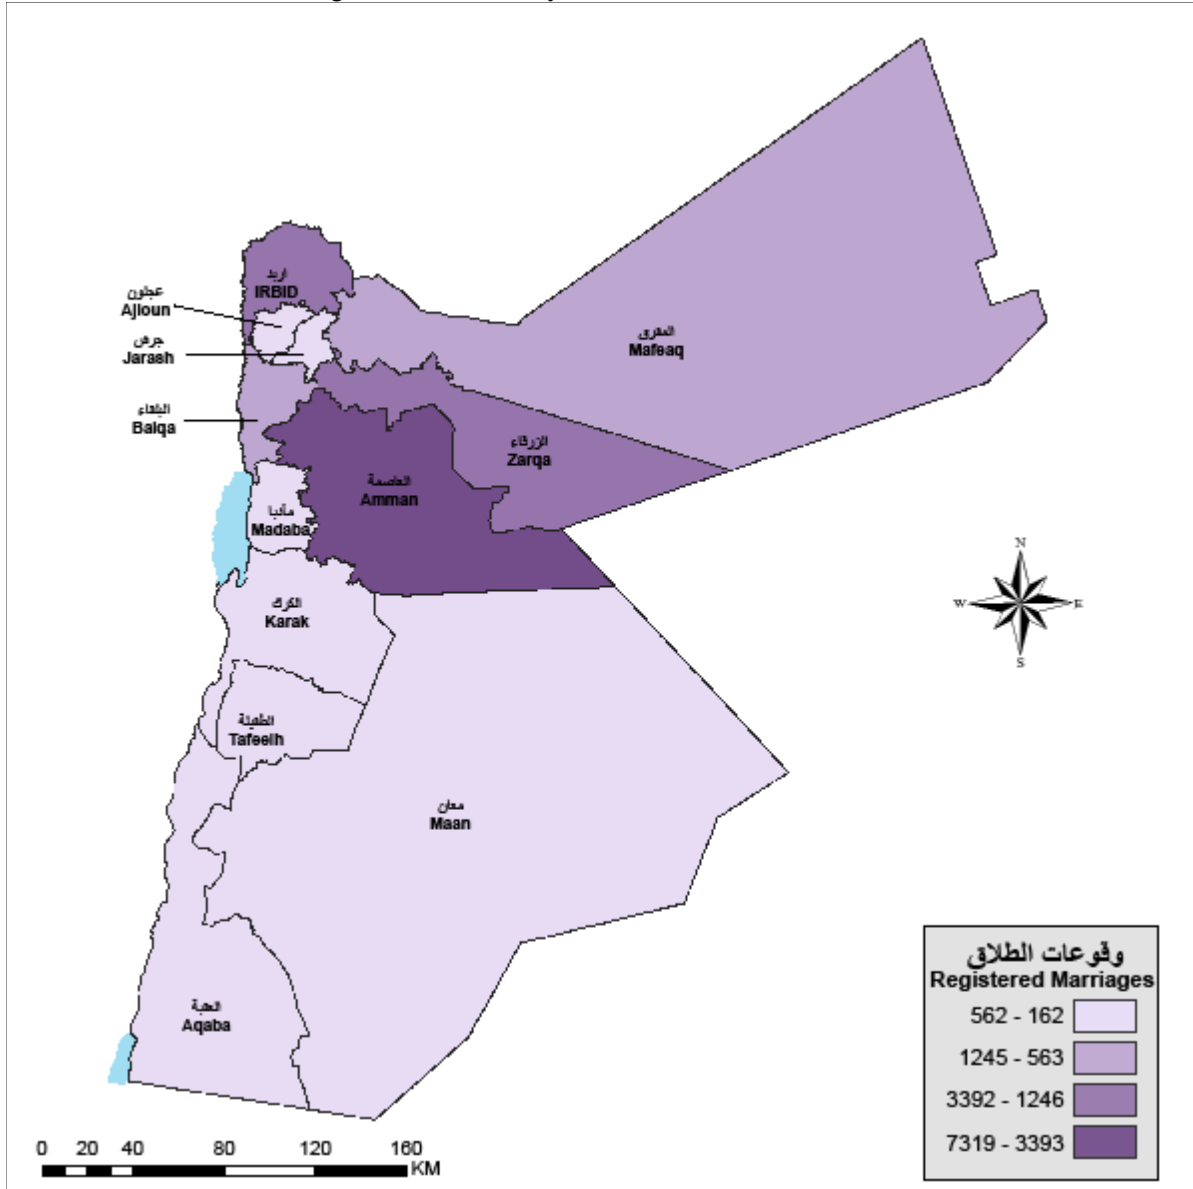 اربد
IRBID
عجلون
Ajloun
جرش
Jarash
المفرق
Mafeaq
البلقاء
Balqa
الزرقاء
Zarqa
العاصمة
Amman
مأدبا
Madaba
الكرك
Karak
الطفيلة
Tafeelh
معان
Maan
العقبة
Aqaba
N
W
E
S
وقوعات الطلاق
Registered Marriages
562 - 162
1245 - 563
3392 - 1246
7319 - 3393
0 20 40 80 120 160
KM